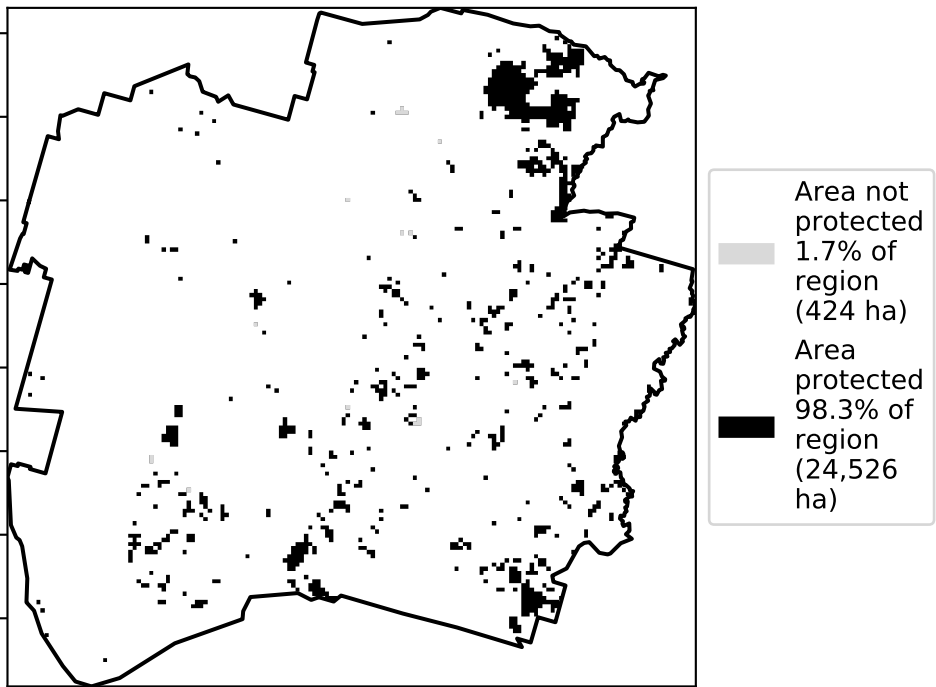 Area not
protected
1.7% of
region
(424 ha)
Area
protected
98.3% of
region
(24,526
ha)